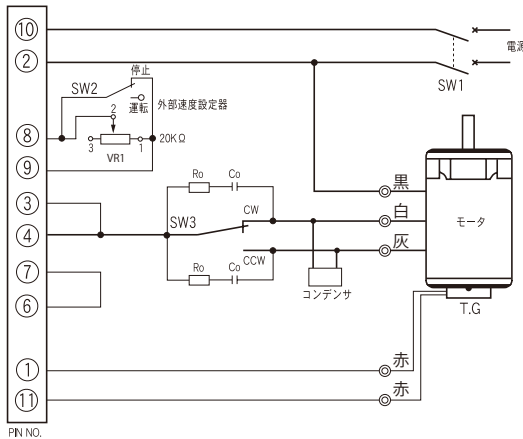 ⑩
電源
②
SW1
停止
SW2
運転
外部速度設定器
⑧
2
3
1
20KΩ
VR1
⑨
③
Ro
Co
黒
④
SW3
CW
白
モータ
CCW
灰
⑦
Ro
Co
コンデンサ
⑥
T.G
①
赤
⑪
赤
PIN NO.